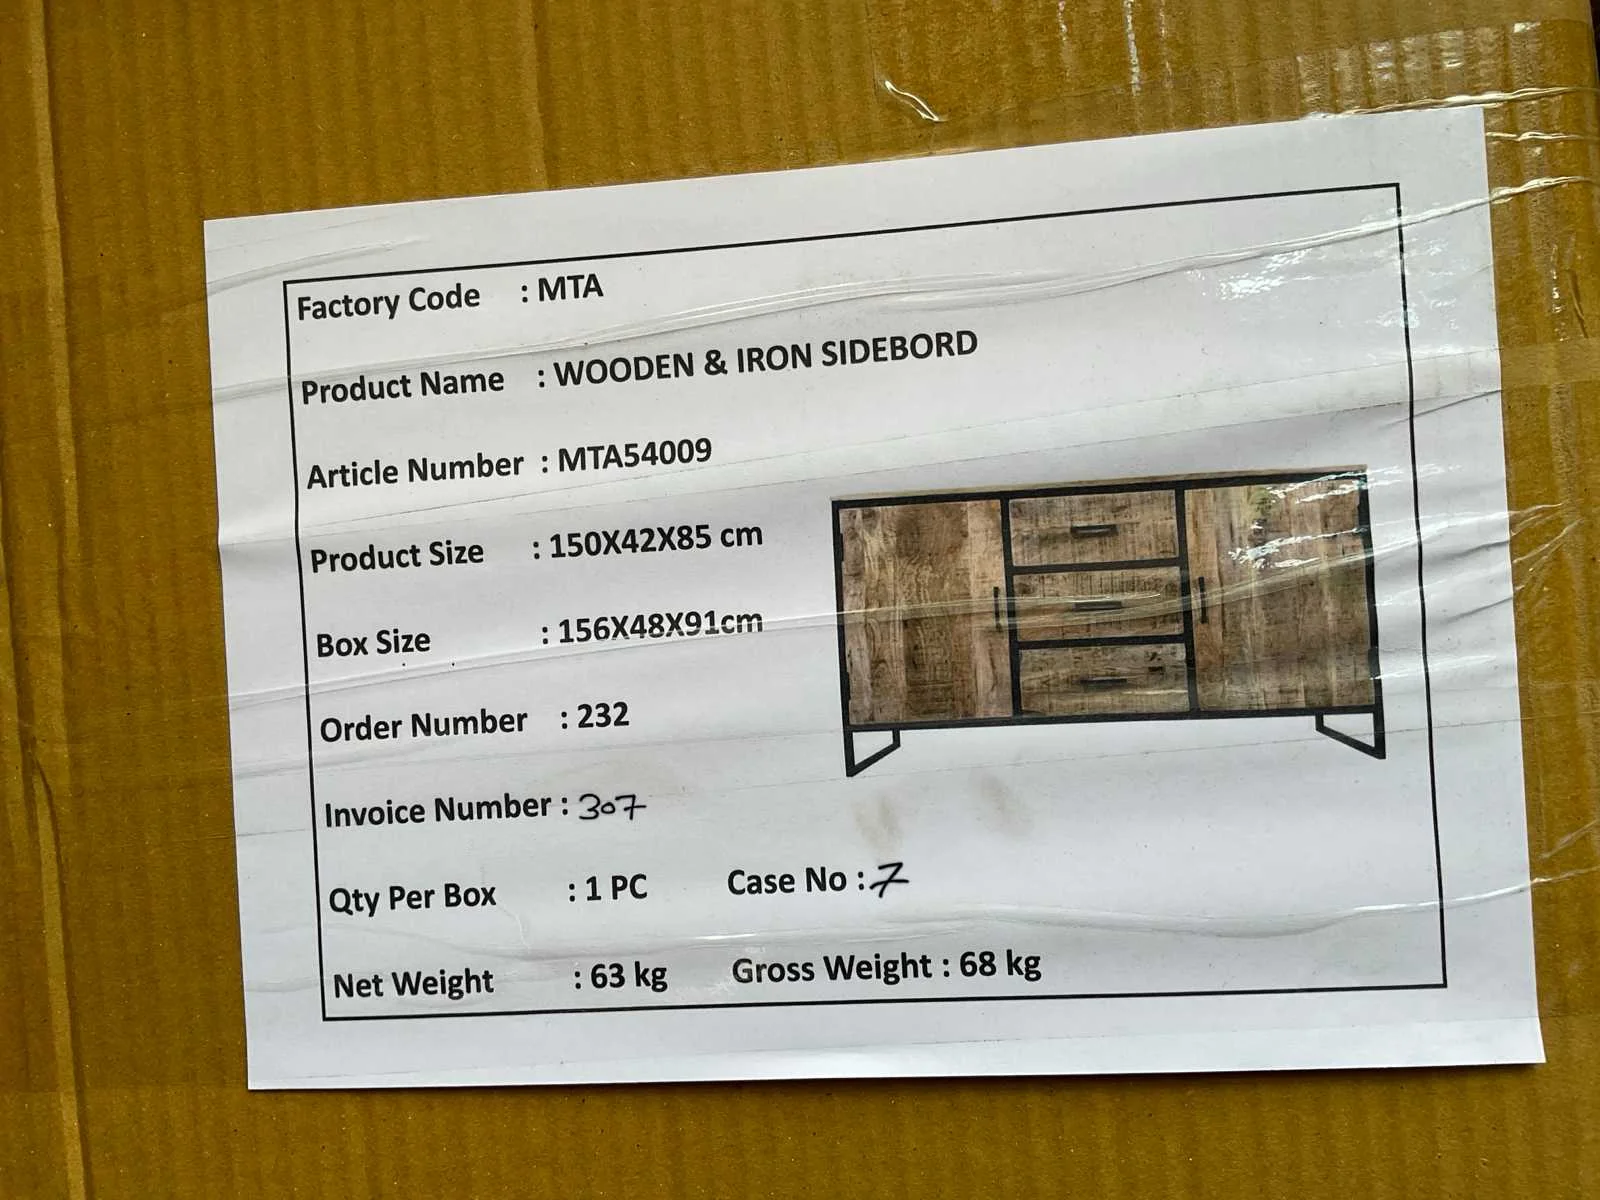 Factory Code : MTA
Product Name : WOODEN & IRON SIDEBORD
Article Number : MTA54009
Product Size : 150X42X85 cm
Box Size : 156X48X91cm
Order Number : 232
Invoice Number : 307
Qty Per Box : 1 PC Case No : 7
Net Weight : 63 kg Gross Weight : 68 kg